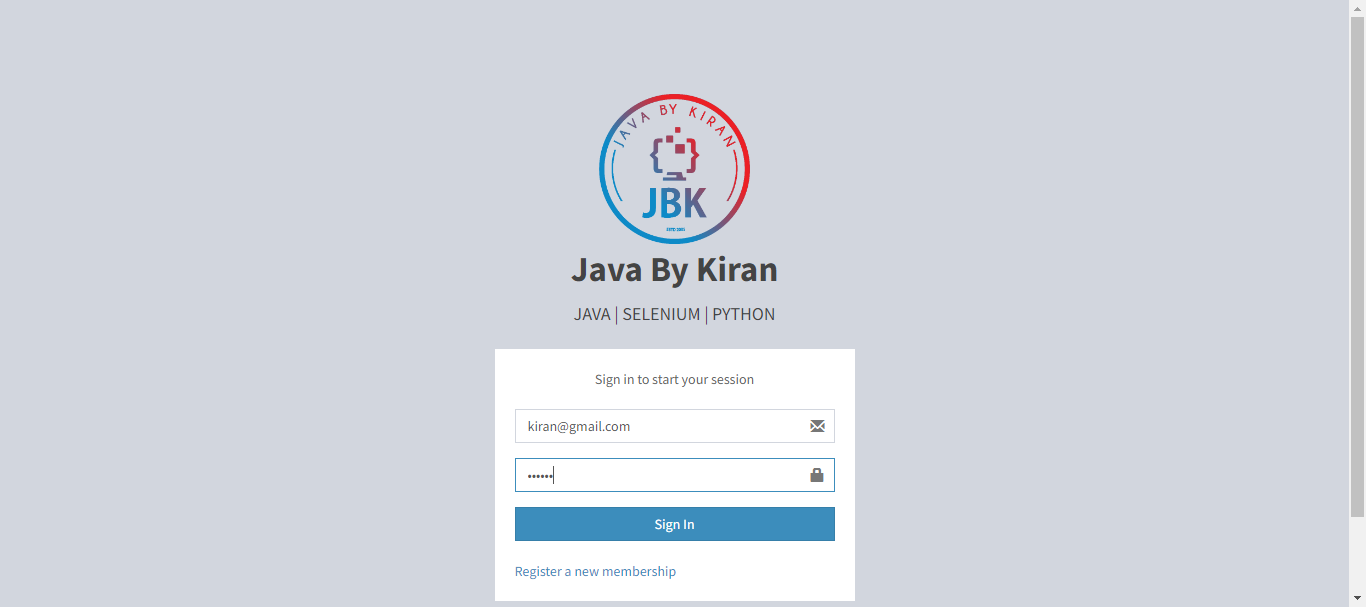 JAVA BY KIRAN
JBK
Java By Kiran
JAVA | SELENIUM | PYTHON
Sign in to start your session
kiran@gmail.com
••••••
Sign In
Register a new membership